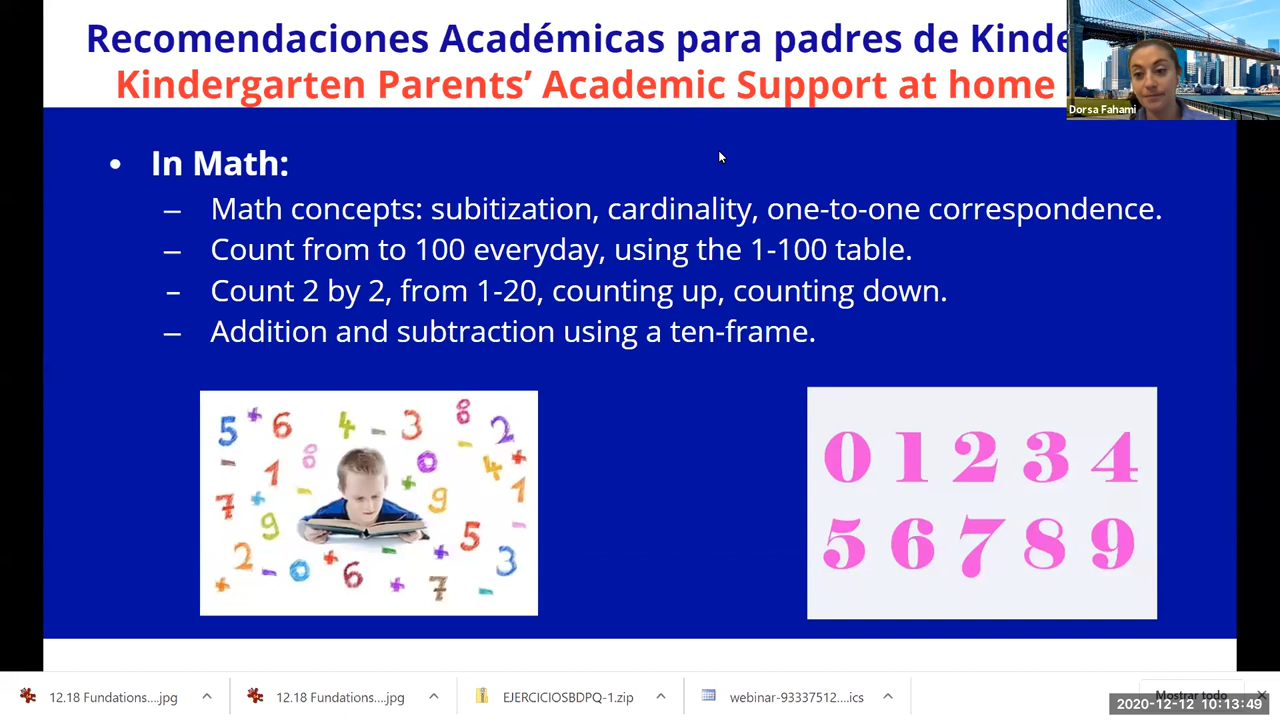 Recomendaciones Académicas para padres de Kinde
Kindergarten Parents’ Academic Support at home
Dorsa Fahami
• In Math:
– Math concepts: subitization, cardinality, one-to-one correspondence.
– Count from to 100 everyday, using the 1-100 table.
– Count 2 by 2, from 1-20, counting up, counting down.
– Addition and subtraction using a ten-frame.
5 + 6 4 - 3 8 2
- 1 8 0 - 4 +
7 + - + 9 1
9 5 -
2 - 0 + 6 - + + 7 3
+ -
0 1 2 3 4
5 6 7 8 9
12.18 Fundations....jpg
12.18 Fundations....jpg
EJERCICIOSBDPQ-1.zip
webinar-93337512....ics
Mostrar todo
2020-12-12 10:13:49